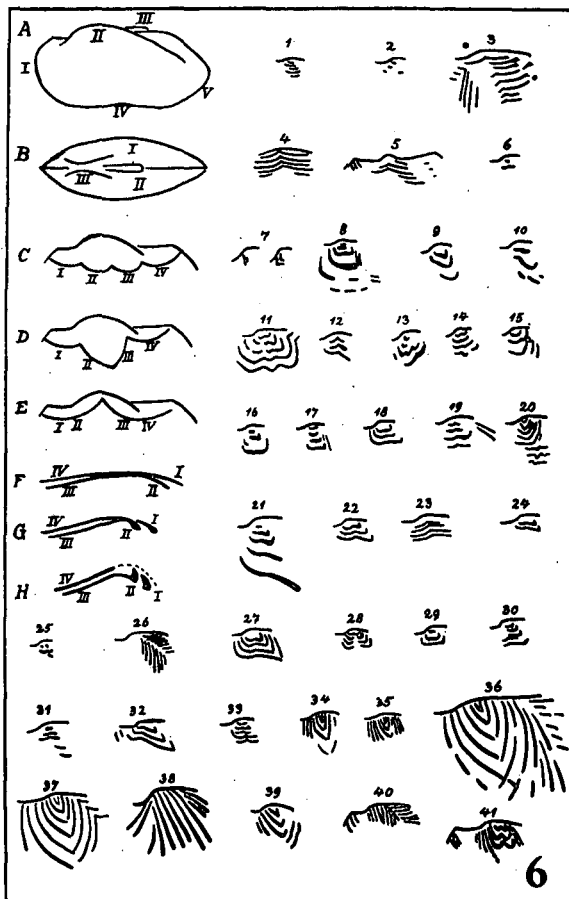 A I II III IV V 1 2 3
B I II III 4 5 6
C I II III IV 7 8 9 10
D I II III IV 11 12 13 14 15
E I II III IV 16 17 18 19 20
F IV III II I
G IV III II I 21 22 23 24
H IV III II I
25 26 27 28 29 30
31 32 33 34 35 36
37 38 39 40 41
6